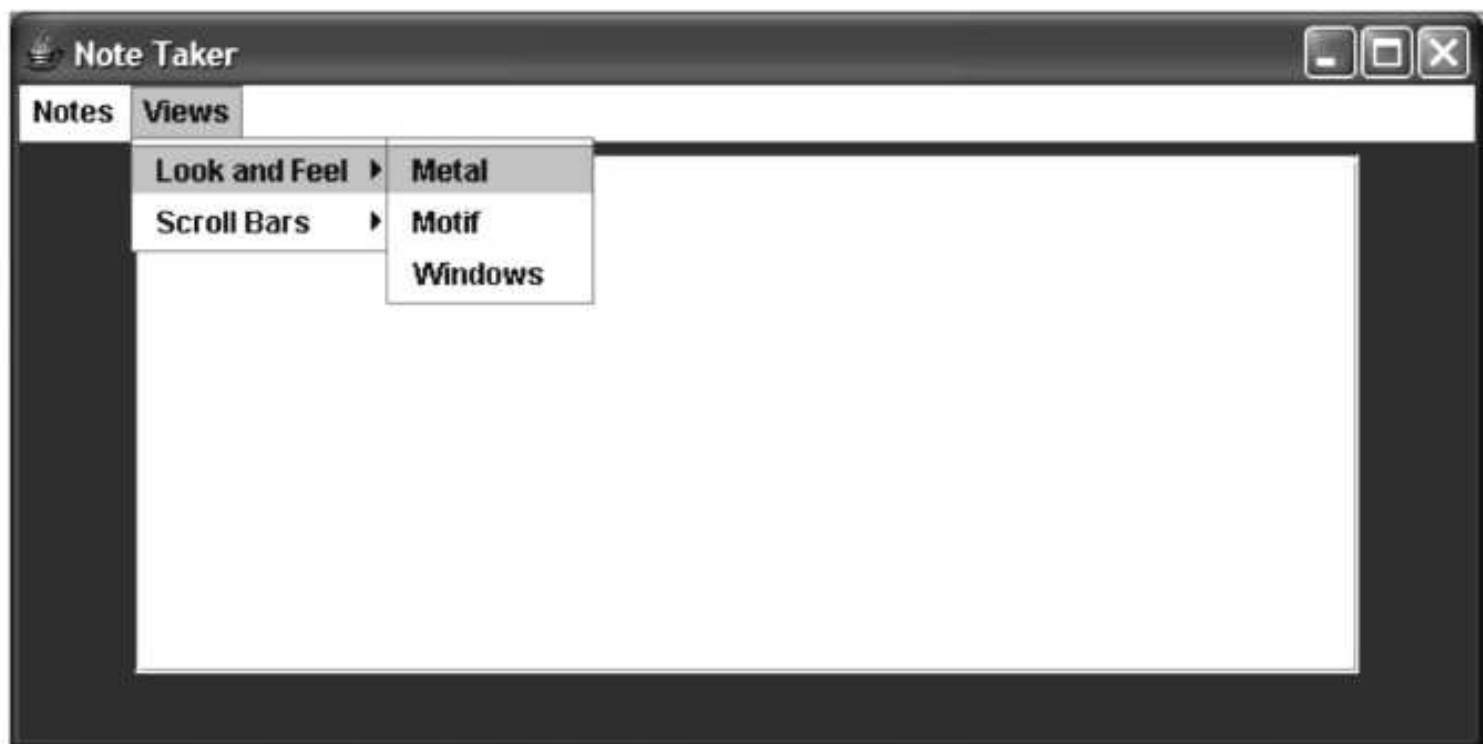 Note Taker
Notes Views
Look and Feel Metal
Scroll Bars Motif
Windows